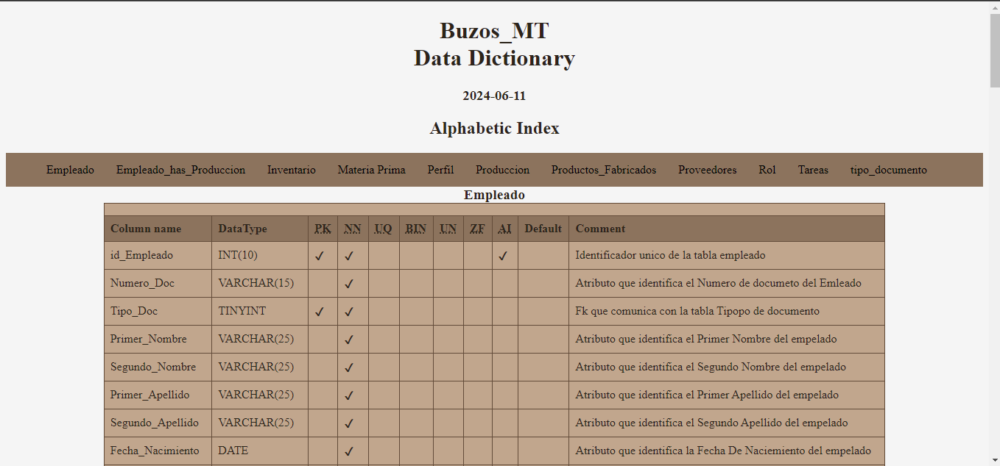 Buzos_MT
Data Dictionary
2024-06-11
Alphabetic Index
Empleado Empleado_has_Produccion Inventario Materia Prima Perfil Produccion Productos_Fabricados Proveedores Rol Tareas tipo_documento
Empleado
Column name DataType PK NN UQ BIN UN ZF AI Default Comment
id_Empleado INT(10) ✓ ✓ ✓ Identificador unico de la tabla empleado
Numero_Doc VARCHAR(15) ✓ Atributo que identifica el Numero de documeto del Emleado
Tipo_Doc TINYINT ✓ ✓ Fk que comunica con la tabla Tipopo de documento
Primer_Nombre VARCHAR(25) ✓ Atributo que identifica el Primer Nombre del empelado
Segundo_Nombre VARCHAR(25) ✓ Atributo que identifica el Segundo Nombre del empelado
Primer_Apellido VARCHAR(25) ✓ Atributo que identifica el Primer Apellido del empelado
Segundo_Apellido VARCHAR(25) ✓ Atributo que identifica el Segundo Apellido del empelado
Fecha_Nacimiento DATE ✓ Atributo que identifica la Fecha De Naciemiento del empelado